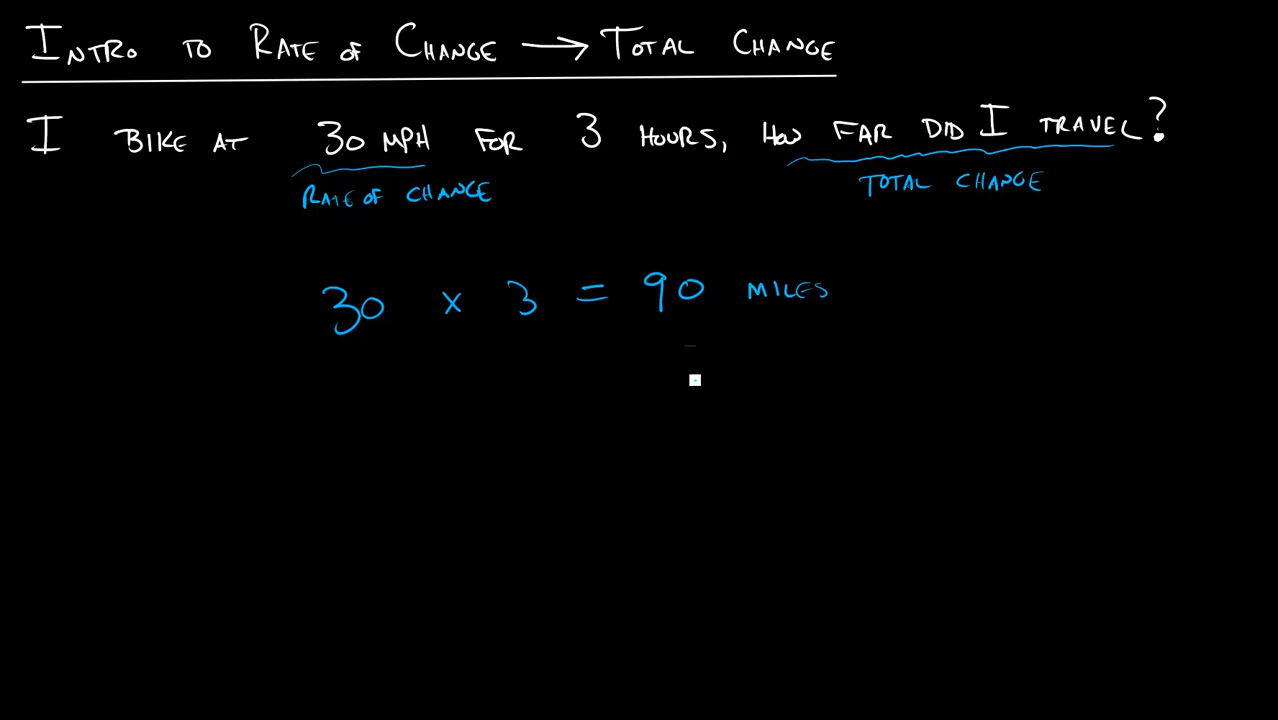 INTRO TO RATE OF CHANGE → TOTAL CHANGE
I BIKE AT 30 MPH FOR 3 HOURS, HOW FAR DID I TRAVEL?
RATE OF CHANGE TOTAL CHANGE
30 x 3 = 90 MILES